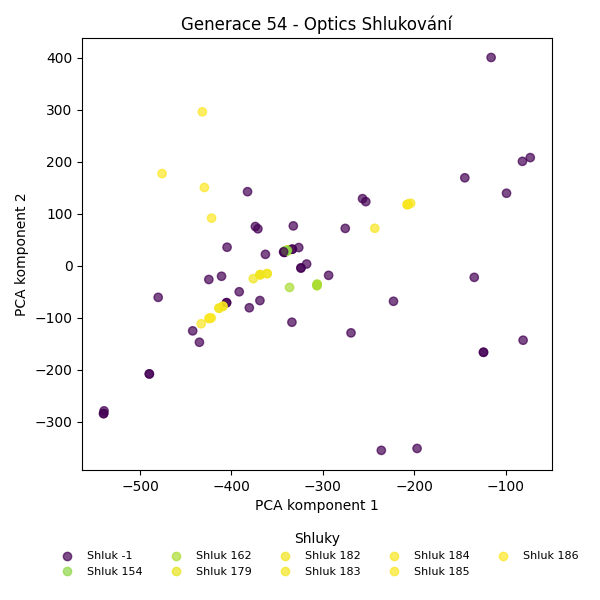 Generace 54 - Optics Shlukování
400
300
200
100
0
−100
−200
−300
PCA komponent 2
−500
−400
−300
−200
−100
PCA komponent 1
Shluky
Shluk -1
Shluk 154
Shluk 162
Shluk 179
Shluk 182
Shluk 183
Shluk 184
Shluk 185
Shluk 186